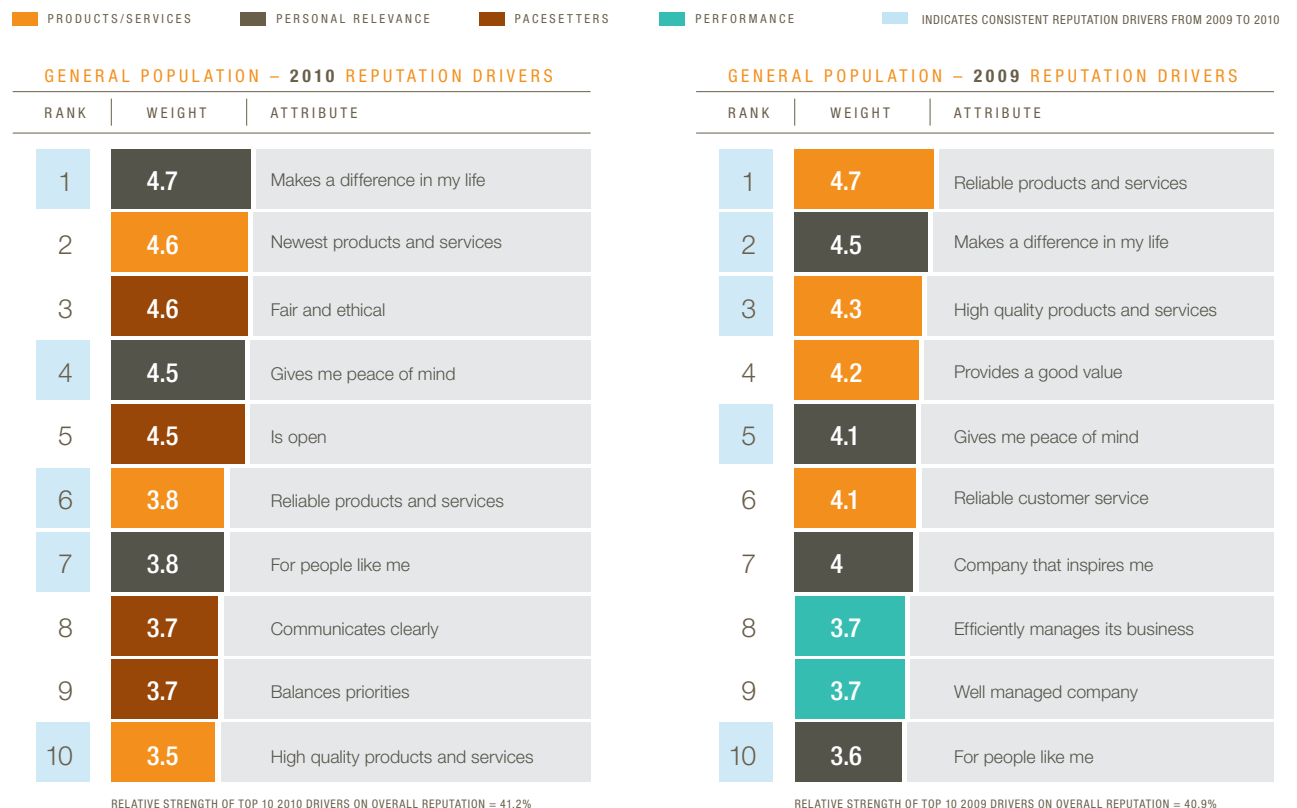 PRODUCTS/SERVICES PERSONAL RELEVANCE PACESETTERS PERFORMANCE INDICATES CONSISTENT REPUTATION DRIVERS FROM 2009 TO 2010
GENERAL POPULATION – 2010 REPUTATION DRIVERS
RANK WEIGHT ATTRIBUTE
1 4.7 Makes a difference in my life
2 4.6 Newest products and services
3 4.6 Fair and ethical
4 4.5 Gives me peace of mind
5 4.5 Is open
6 3.8 Reliable products and services
7 3.8 For people like me
8 3.7 Communicates clearly
9 3.7 Balances priorities
10 3.5 High quality products and services
RELATIVE STRENGTH OF TOP 10 2010 DRIVERS ON OVERALL REPUTATION = 41.2%
GENERAL POPULATION – 2009 REPUTATION DRIVERS
RANK WEIGHT ATTRIBUTE
1 4.7 Reliable products and services
2 4.5 Makes a difference in my life
3 4.3 High quality products and services
4 4.2 Provides a good value
5 4.1 Gives me peace of mind
6 4.1 Reliable customer service
7 4 Company that inspires me
8 3.7 Efficiently manages its business
9 3.7 Well managed company
10 3.6 For people like me
RELATIVE STRENGTH OF TOP 10 2009 DRIVERS ON OVERALL REPUTATION = 40.9%